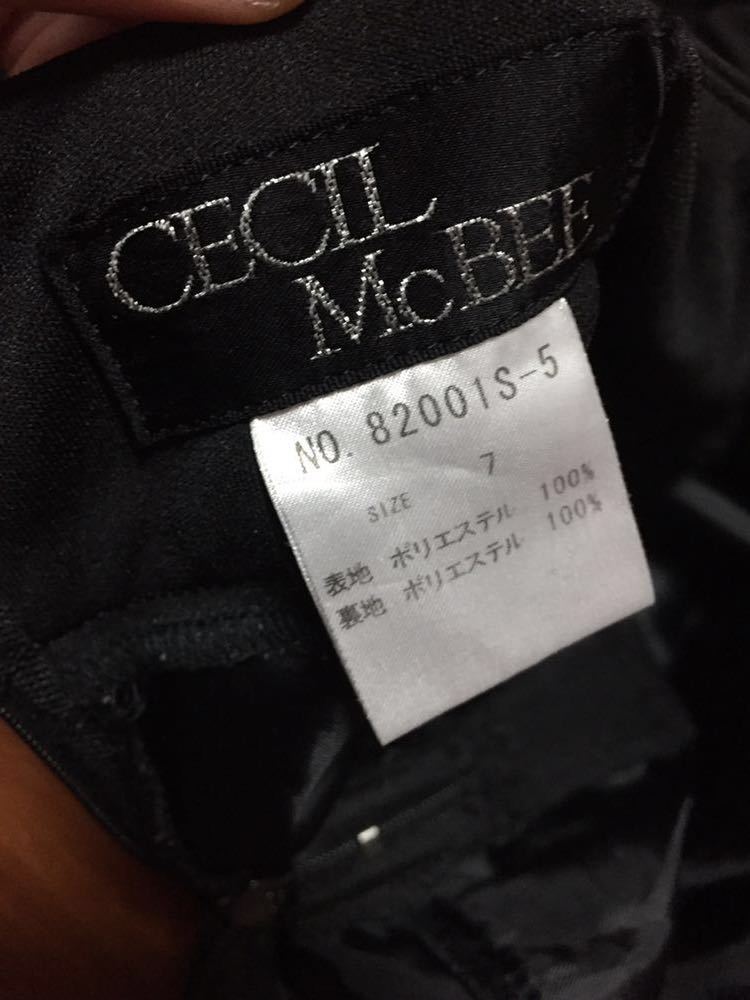 CECIL
McBEE
NO. 82001S-5
SIZE 7
表地 ポリエステル 100%
裏地 ポリエステル 100%